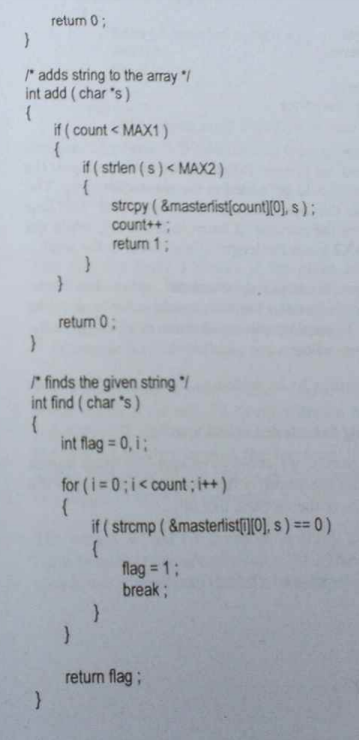 return 0 ;
}
/* adds string to the array */
int add ( char *s )
{
if ( count < MAX1 )
{
if ( strlen ( s ) < MAX2 )
{
strcpy ( &masterlist[count][0], s ) ;
count++ ;
return 1 ;
}
}
return 0 ;
}
/* finds the given string */
int find ( char *s )
{
int flag = 0, i ;
for ( i = 0 ; i < count ; i++ )
{
if ( strcmp ( &masterlist[i][0], s ) == 0 )
{
flag = 1 ;
break ;
}
}
return flag ;
}